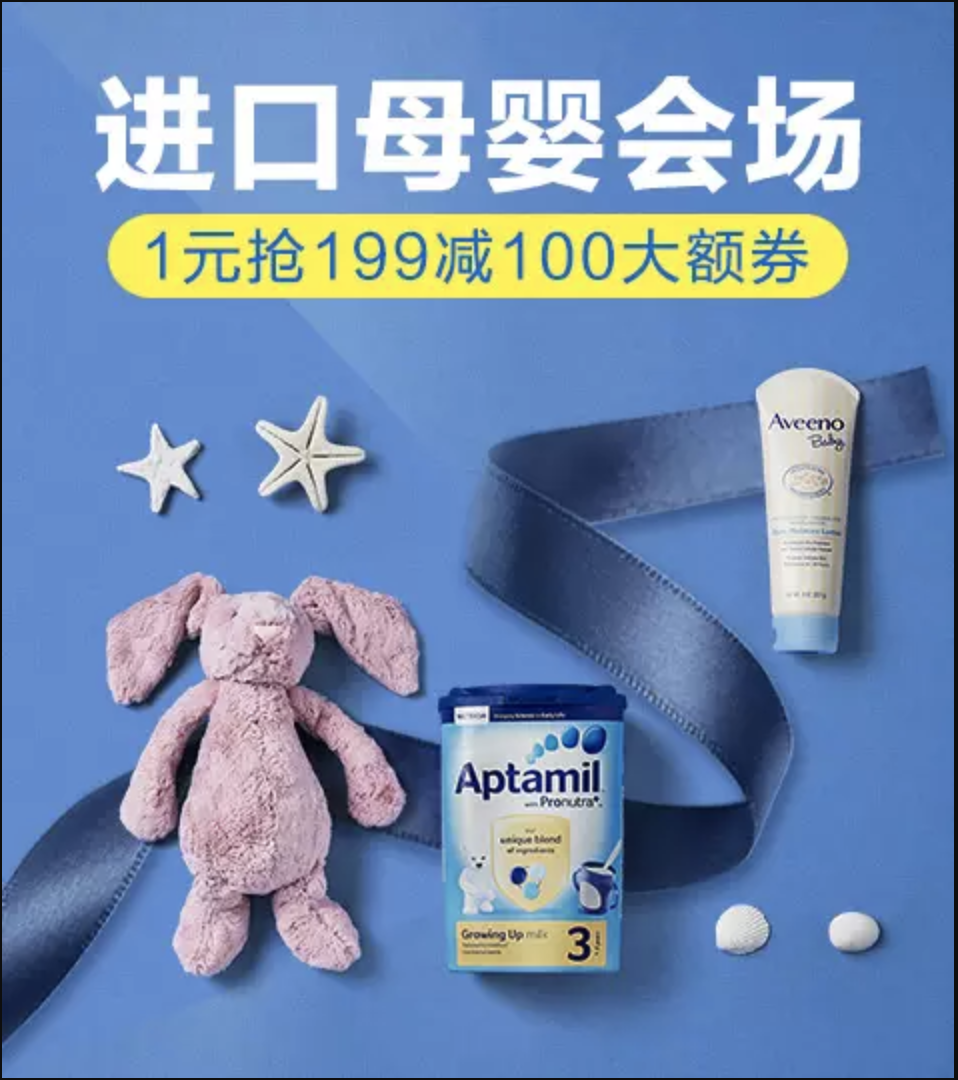 进口母婴会场
1元抢199减100大额券
Aveeno
Baby
Aptamil
with Pronutra+
unique blend
of ingredients
Growing Up milk
3